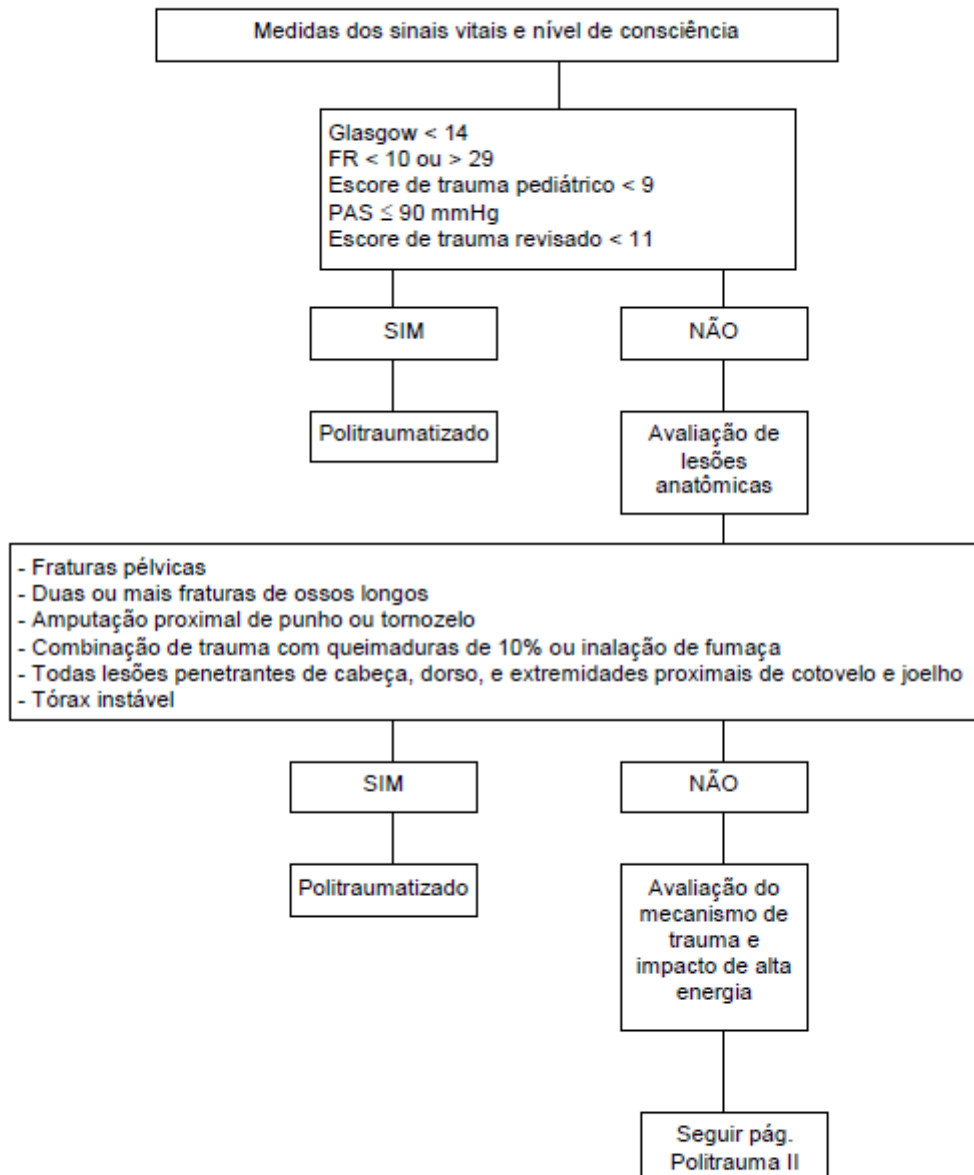 Medidas dos sinais vitais e nível de consciência
Glasgow < 14
FR < 10 ou > 29
Escore de trauma pediátrico < 9
PAS ≤ 90 mmHg
Escore de trauma revisado < 11
SIM
NÃO
Politraumatizado
Avaliação de
lesões
anatômicas
- Fraturas pélvicas
- Duas ou mais fraturas de ossos longos
- Amputação proximal de punho ou tornozelo
- Combinação de trauma com queimaduras de 10% ou inalação de fumaça
- Todas lesões penetrantes de cabeça, dorso, e extremidades proximais de cotovelo e joelho
- Tórax instável
SIM
NÃO
Politraumatizado
Avaliação do
mecanismo de
trauma e
impacto de alta
energia
Seguir pág.
Politrauma II